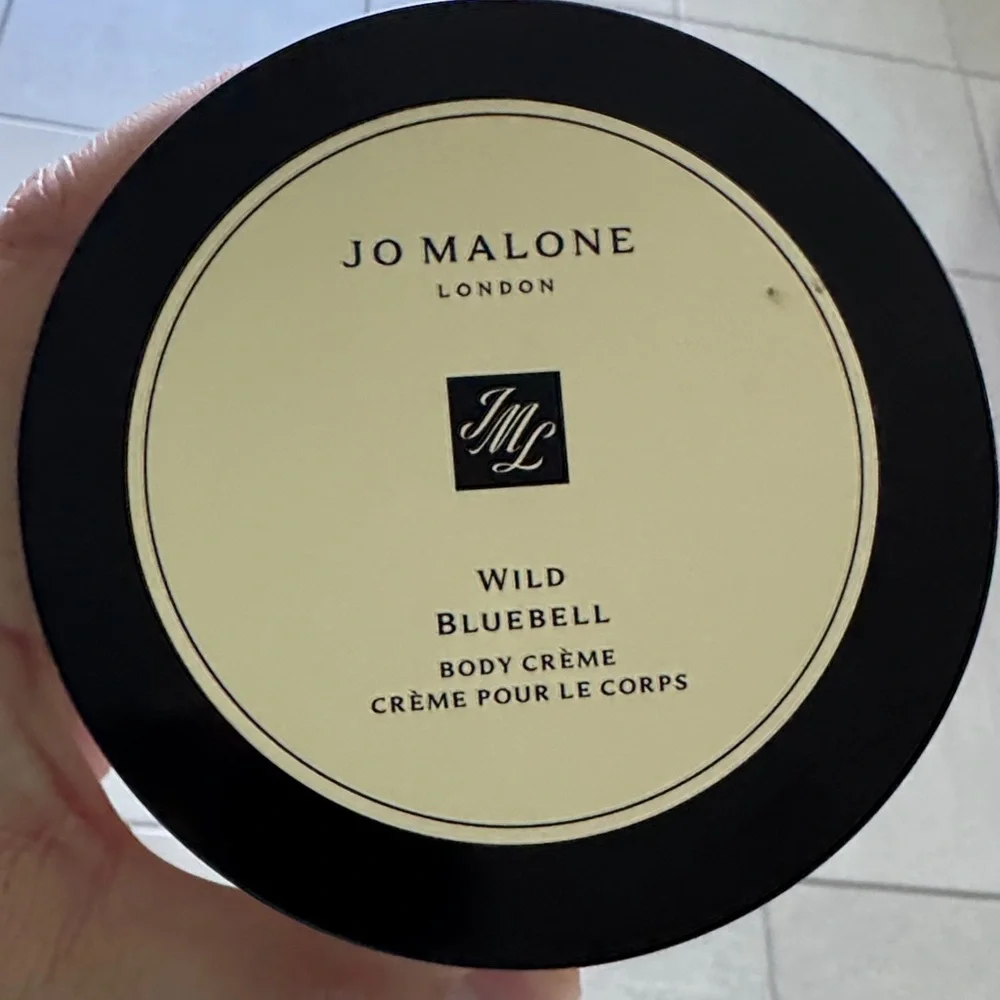 JO MALONE
LONDON
JML
WILD
BLUEBELL
BODY CRÈME
CRÈME POUR LE CORPS